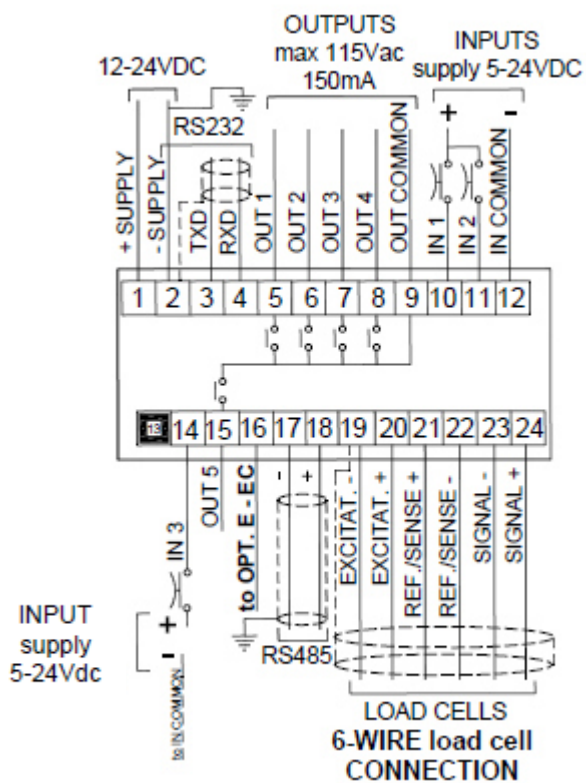 OUTPUTS
max 115Vac
150mA
INPUTS
supply 5-24VDC
12-24VDC
+ -
RS232
+ SUPPLY
- SUPPLY
TXD
RXD
OUT 1
OUT 2
OUT 3
OUT 4
OUT COMMON
IN 1
IN 2
IN COMMON
1 2 3 4 5 6 7 8 9 10 11 12
13 14 15 16 17 18 19 20 21 22 23 24
IN 3
OUT 5
to OPT. E - EC
- +
EXCITAT. -
EXCITAT. +
REF./SENSE +
REF./SENSE -
SIGNAL -
SIGNAL +
INPUT
supply
5-24Vdc
+
-
to IN COMMON
RS485
LOAD CELLS
6-WIRE load cell
CONNECTION